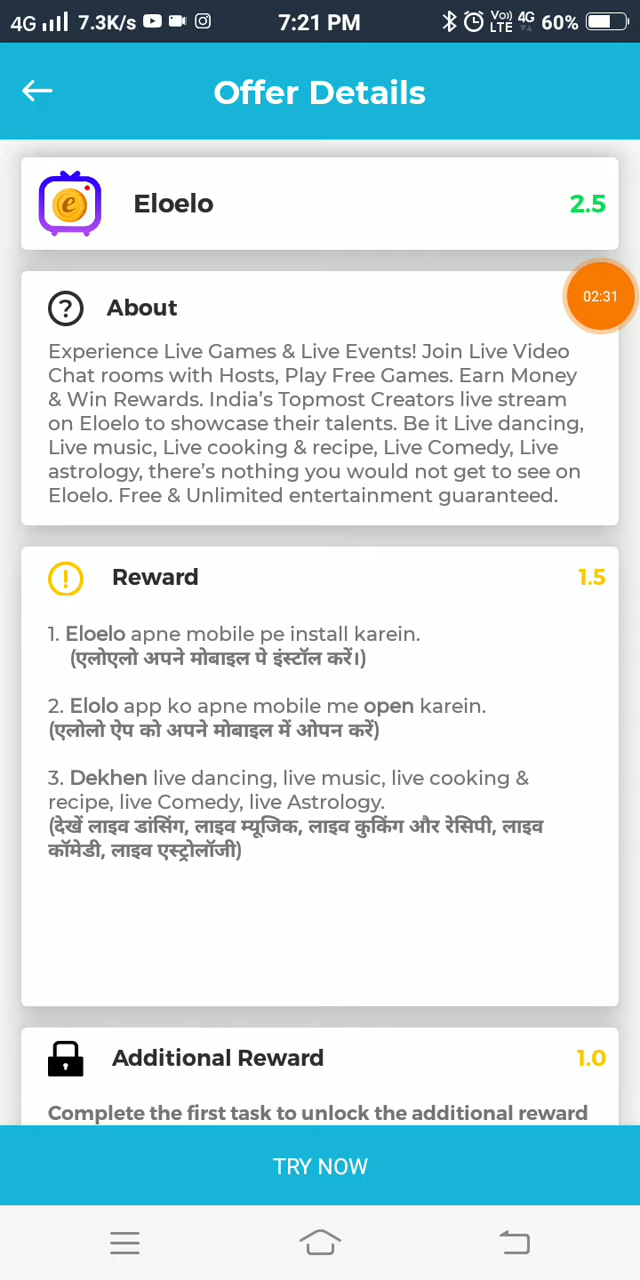 4G 7.3K/s 7:21 PM Vo) LTE 4G 60%
Offer Details
e Eloelo 2.5
02:31
? About
Experience Live Games & Live Events! Join Live Video
Chat rooms with Hosts, Play Free Games. Earn Money
& Win Rewards. India's Topmost Creators live stream
on Eloelo to showcase their talents. Be it Live dancing,
Live music, Live cooking & recipe, Live Comedy, Live
astrology, there's nothing you would not get to see on
Eloelo. Free & Unlimited entertainment guaranteed.
! Reward 1.5
1. Eloelo apne mobile pe install karein.
(एलोएलो अपने मोबाइल पे इंस्टॉल करें।)
2. Elolo app ko apne mobile me open karein.
(एलोलो ऐप को अपने मोबाइल में ओपन करें)
3. Dekhen live dancing, live music, live cooking &
recipe, live Comedy, live Astrology.
(देखें लाइव डांसिंग, लाइव म्यूजिक, लाइव कुकिंग और रेसिपी, लाइव
कॉमेडी, लाइव एस्ट्रोलॉजी)
Additional Reward 1.0
Complete the first task to unlock the additional reward
TRY NOW